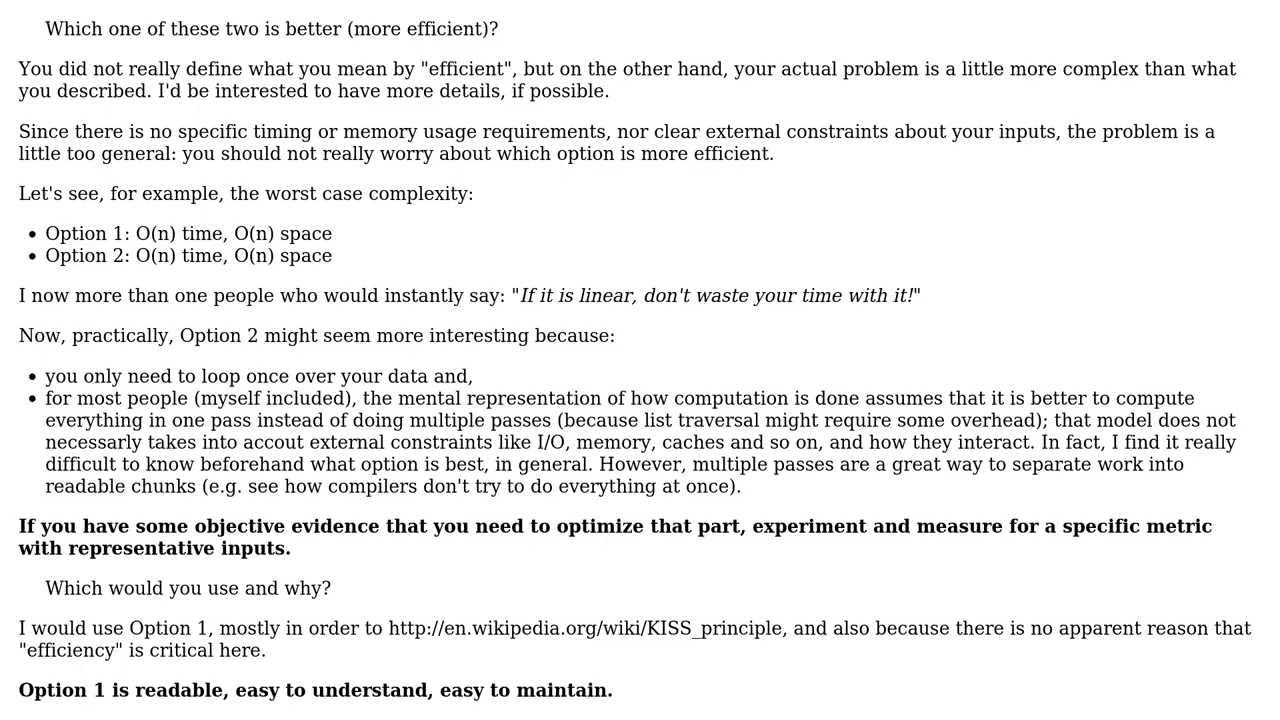 Which one of these two is better (more efficient)?
You did not really define what you mean by "efficient", but on the other hand, your actual problem is a little more complex than what
you described. I'd be interested to have more details, if possible.
Since there is no specific timing or memory usage requirements, nor clear external constraints about your inputs, the problem is a
little too general: you should not really worry about which option is more efficient.
Let's see, for example, the worst case complexity:
• Option 1: O(n) time, O(n) space
• Option 2: O(n) time, O(n) space
I now more than one people who would instantly say: "If it is linear, don't waste your time with it!"
Now, practically, Option 2 might seem more interesting because:
• you only need to loop once over your data and,
• for most people (myself included), the mental representation of how computation is done assumes that it is better to compute
everything in one pass instead of doing multiple passes (because list traversal might require some overhead); that model does not
necessarly takes into accout external constraints like I/O, memory, caches and so on, and how they interact. In fact, I find it really
difficult to know beforehand what option is best, in general. However, multiple passes are a great way to separate work into
readable chunks (e.g. see how compilers don't try to do everything at once).
If you have some objective evidence that you need to optimize that part, experiment and measure for a specific metric
with representative inputs.
Which would you use and why?
I would use Option 1, mostly in order to http://en.wikipedia.org/wiki/KISS_principle, and also because there is no apparent reason that
"efficiency" is critical here.
Option 1 is readable, easy to understand, easy to maintain.